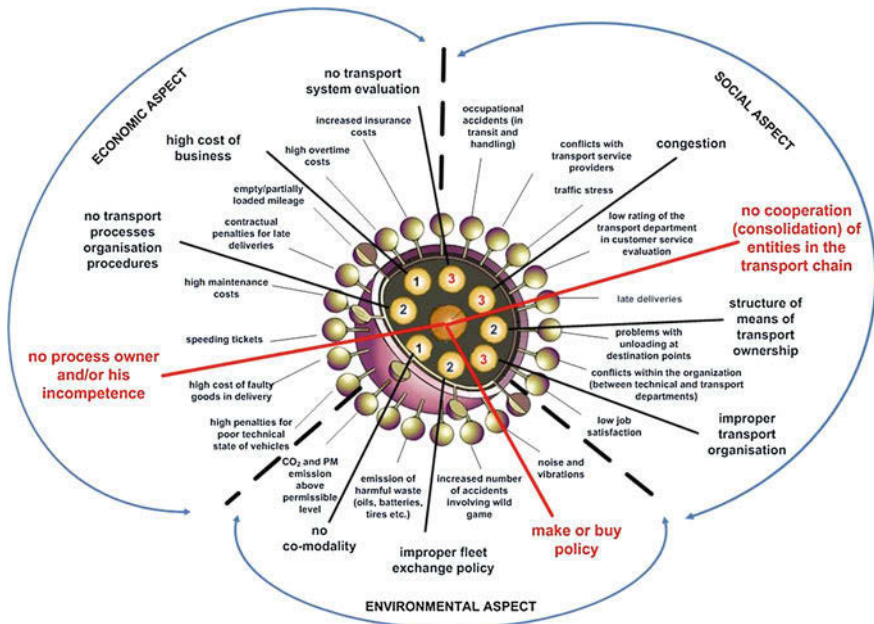 ECONOMIC ASPECT
SOCIAL ASPECT
no transport
system evaluation
increased insurance
costs
high cost of
business
high overtime
costs
empty/partially
loaded mileage
no transport
processes
organisation
procedures
contractual
penalties for late
deliveries
high maintenance
costs
speeding tickets
no process owner
and/or his
incompetence
high cost of faulty
goods in delivery
high penalties for
poor technical
state of vehicles
occupational
accidents (in
transit and
handling)
conflicts with
transport service
providers
congestion
traffic stress
low rating of the
transport department
in customer service
evaluation
no cooperation
(consolidation) of
entities in the
transport chain
late deliveries
structure of
means of
transport
ownership
problems with
unloading at
destination points
conflicts within the organization
(between technical and transport
departments)
improper
transport
organisation
low job
satisfaction
1
3
3
2
2
1
2
3
CO₂ and PM
emission
above
permissible
level
emission of
harmful waste
(oils, batteries,
tires etc.)
increased number
of accidents
involving wild
game
noise and
vibrations
no
co-modality
improper fleet
exchange policy
make or buy
policy
ENVIRONMENTAL ASPECT